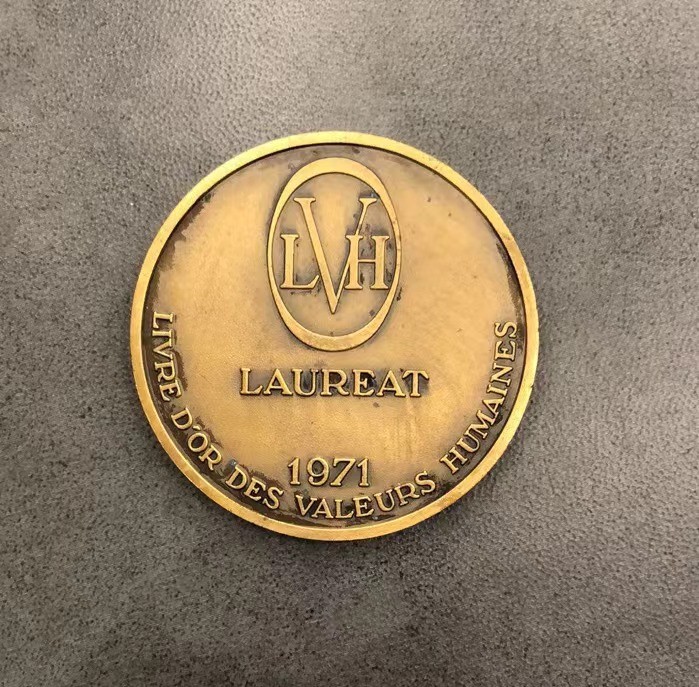 LVH
LAUREAT
1971
LIVRE D'OR DES VALEURS HUMAINES